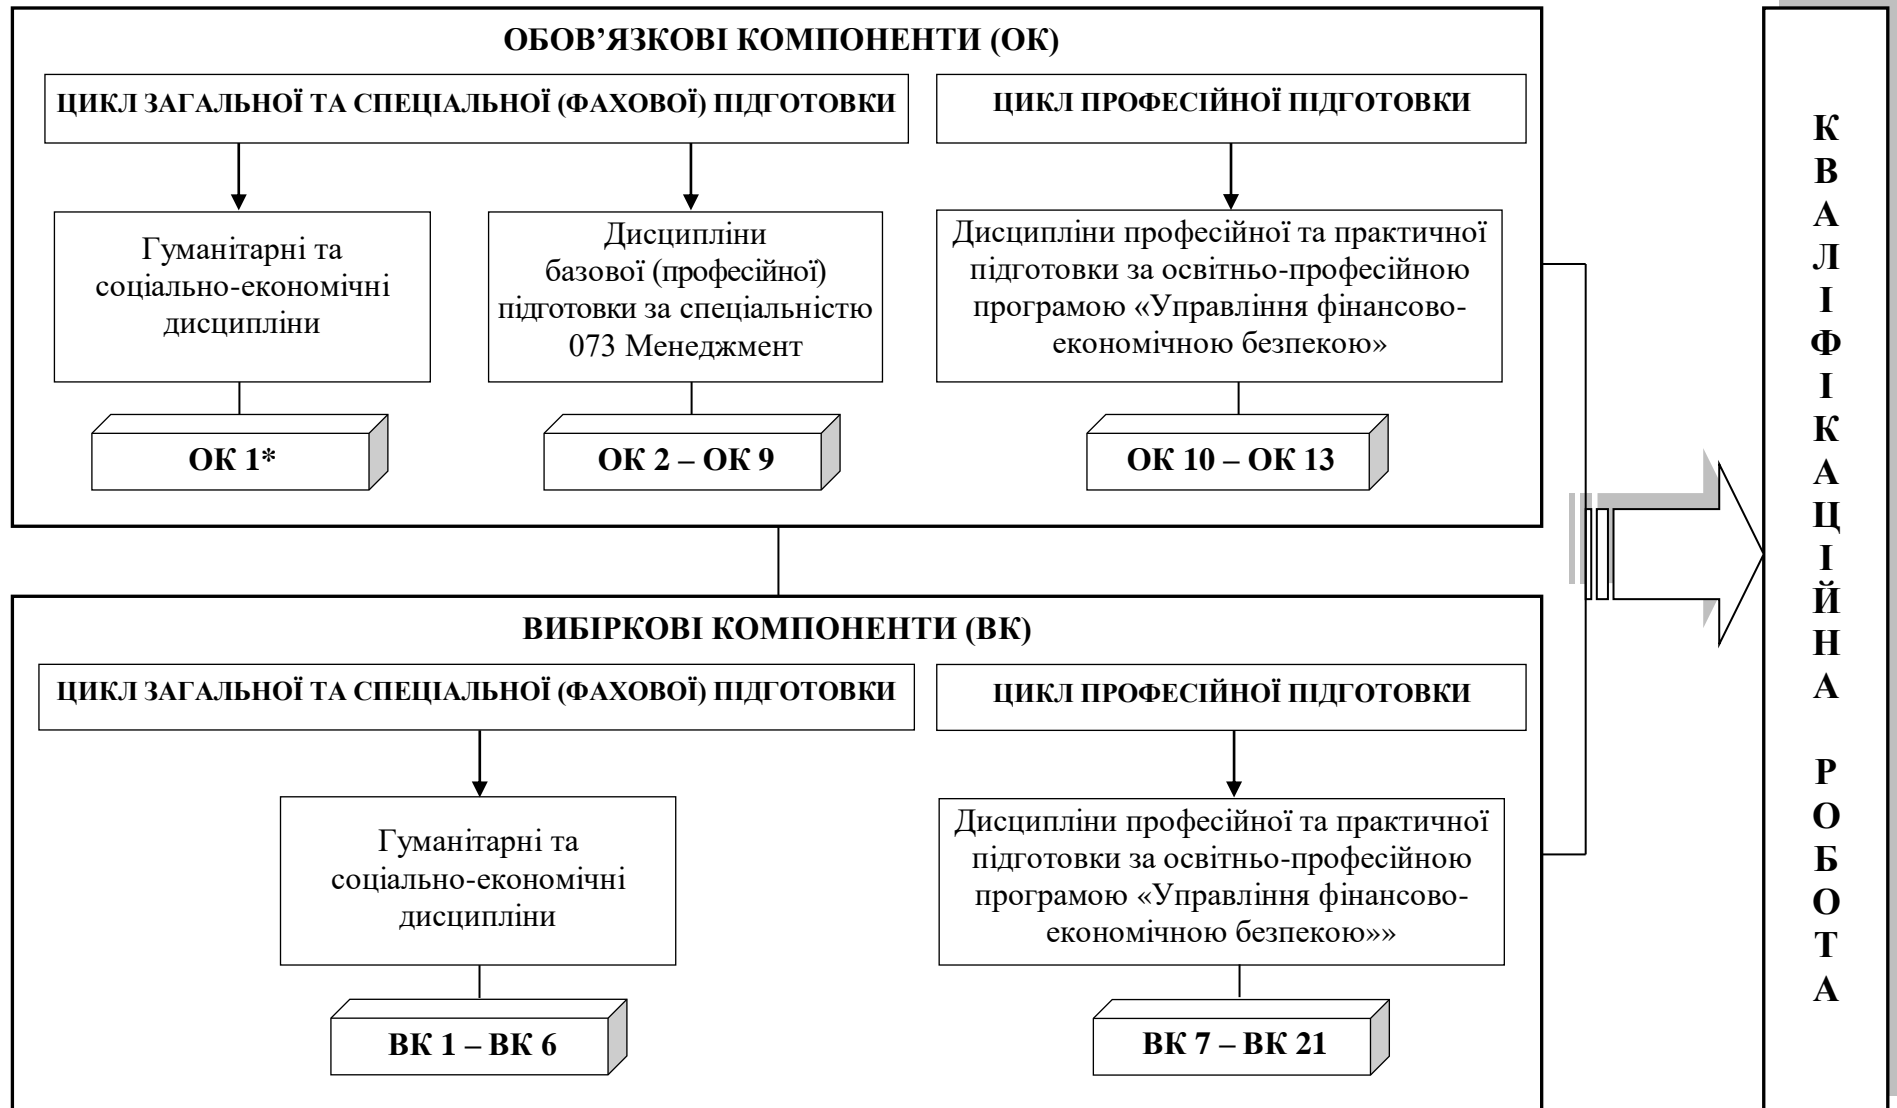 ОБОВ’ЯЗКОВІ КОМПОНЕНТИ (ОК)
ЦИКЛ ЗАГАЛЬНОЇ ТА СПЕЦІАЛЬНОЇ (ФАХОВОЇ) ПІДГОТОВКИ
ЦИКЛ ПРОФЕСІЙНОЇ ПІДГОТОВКИ
Гуманітарні та
соціально-економічні
дисципліни
Дисципліни
базової (професійної)
підготовки за спеціальністю
073 Менеджмент
Дисципліни професійної та практичної
підготовки за освітньо-професійною
програмою «Управління фінансово-
економічною безпекою»
ОК 1*
ОК 2 – ОК 9
ОК 10 – ОК 13
ВИБІРКОВІ КОМПОНЕНТИ (ВК)
ЦИКЛ ЗАГАЛЬНОЇ ТА СПЕЦІАЛЬНОЇ (ФАХОВОЇ) ПІДГОТОВКИ
ЦИКЛ ПРОФЕСІЙНОЇ ПІДГОТОВКИ
Гуманітарні та
соціально-економічні
дисципліни
Дисципліни професійної та практичної
підготовки за освітньо-професійною
програмою «Управління фінансово-
економічною безпекою»»
ВК 1 – ВК 6
ВК 7 – ВК 21
КВАЛІФІКАЦІЙНА РОБОТА